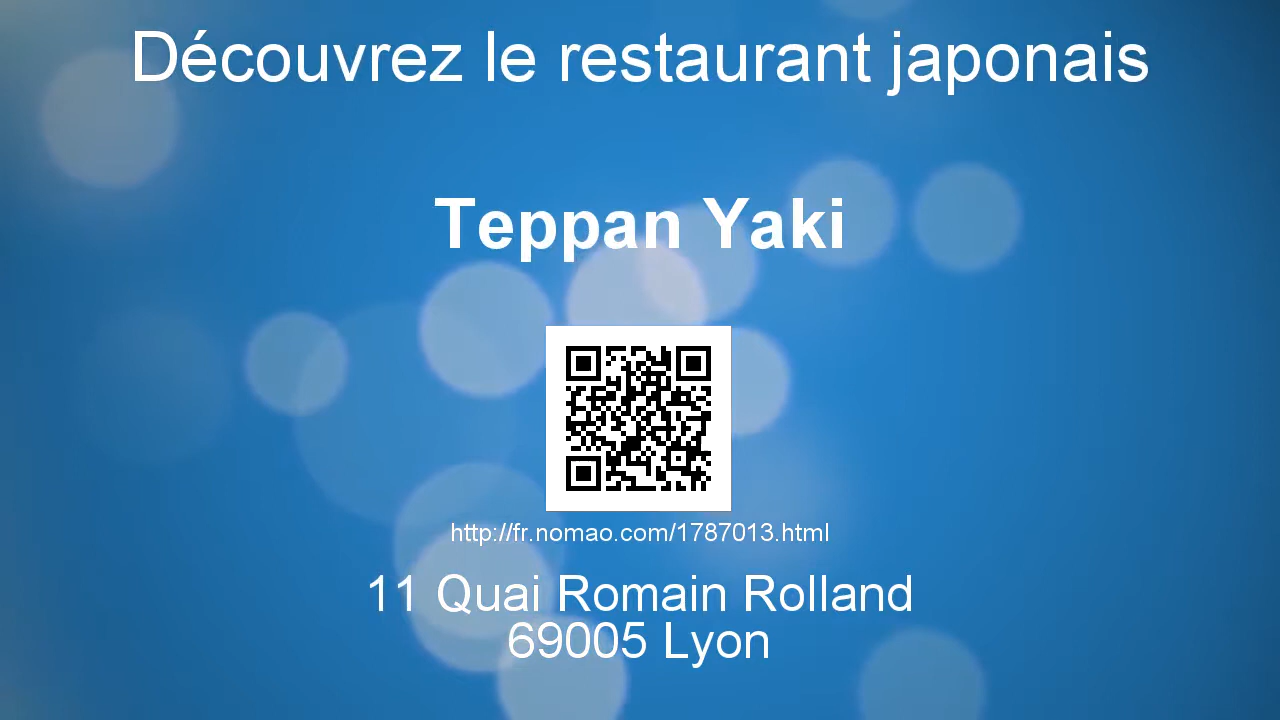 Découvrez le restaurant japonais
Teppan Yaki
http://fr.nomao.com/1787013.html
11 Quai Romain Rolland
69005 Lyon